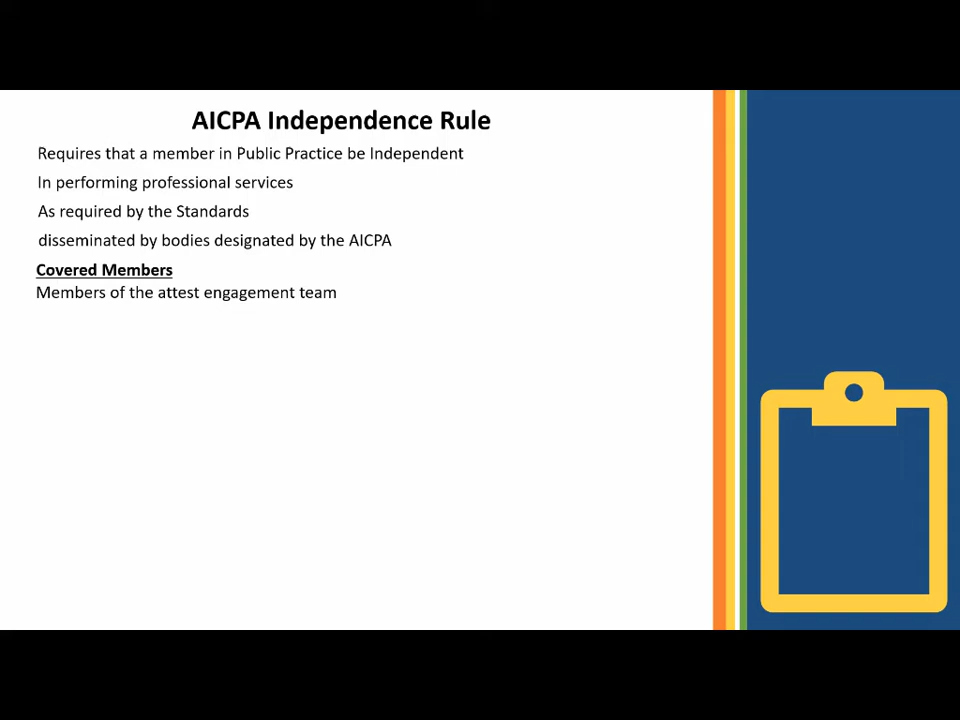 AICPA Independence Rule
Requires that a member in Public Practice be Independent
In performing professional services
As required by the Standards
disseminated by bodies designated by the AICPA
Covered Members
Members of the attest engagement team